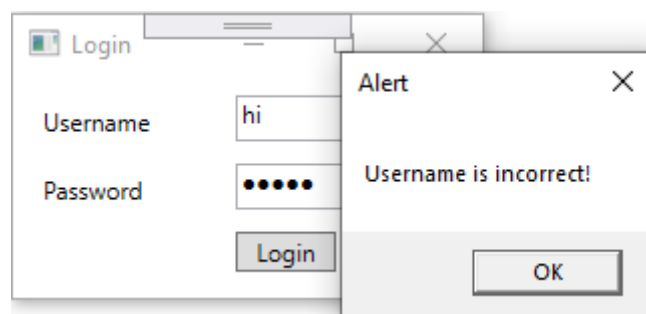 Login
Username
hi
Password
●●●●●
Login
Alert
Username is incorrect!
OK